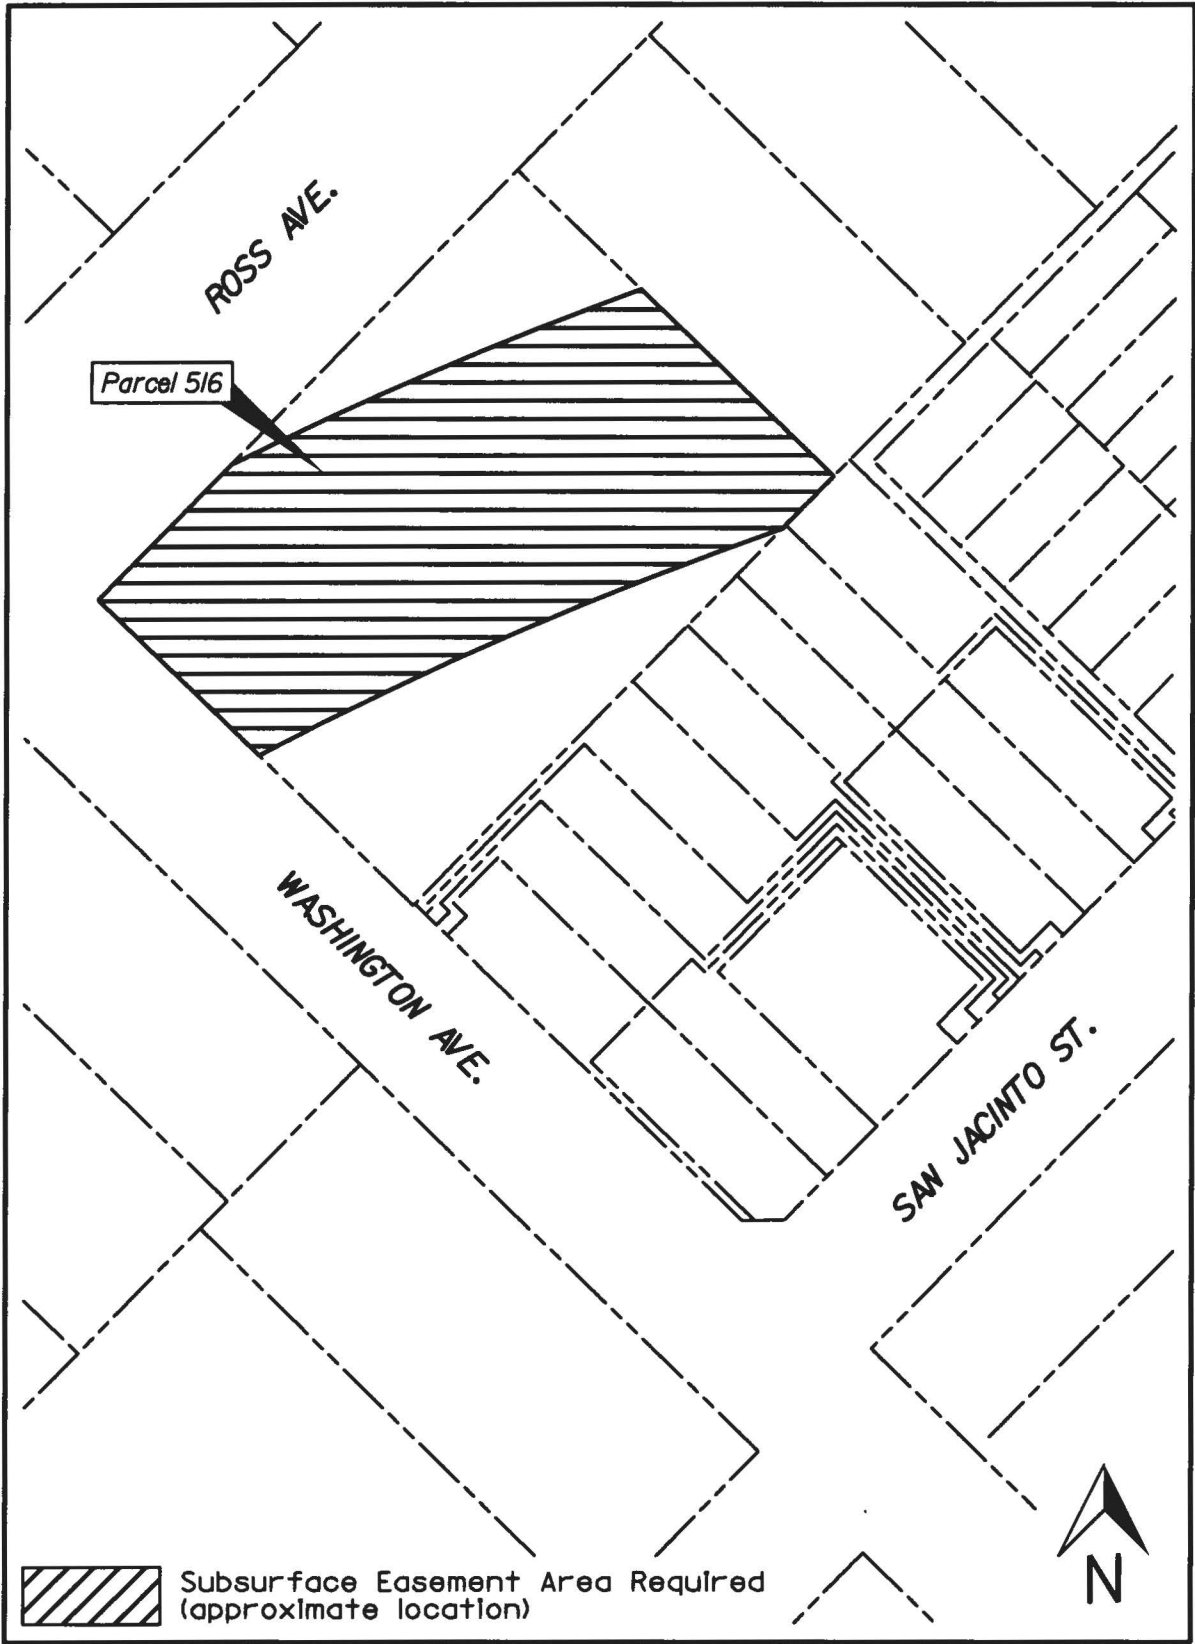 ROSS AVE.
Parcel 516
WASHINGTON AVE.
SAN JACINTO ST.
N
Subsurface Easement Area Required
(approximate location)